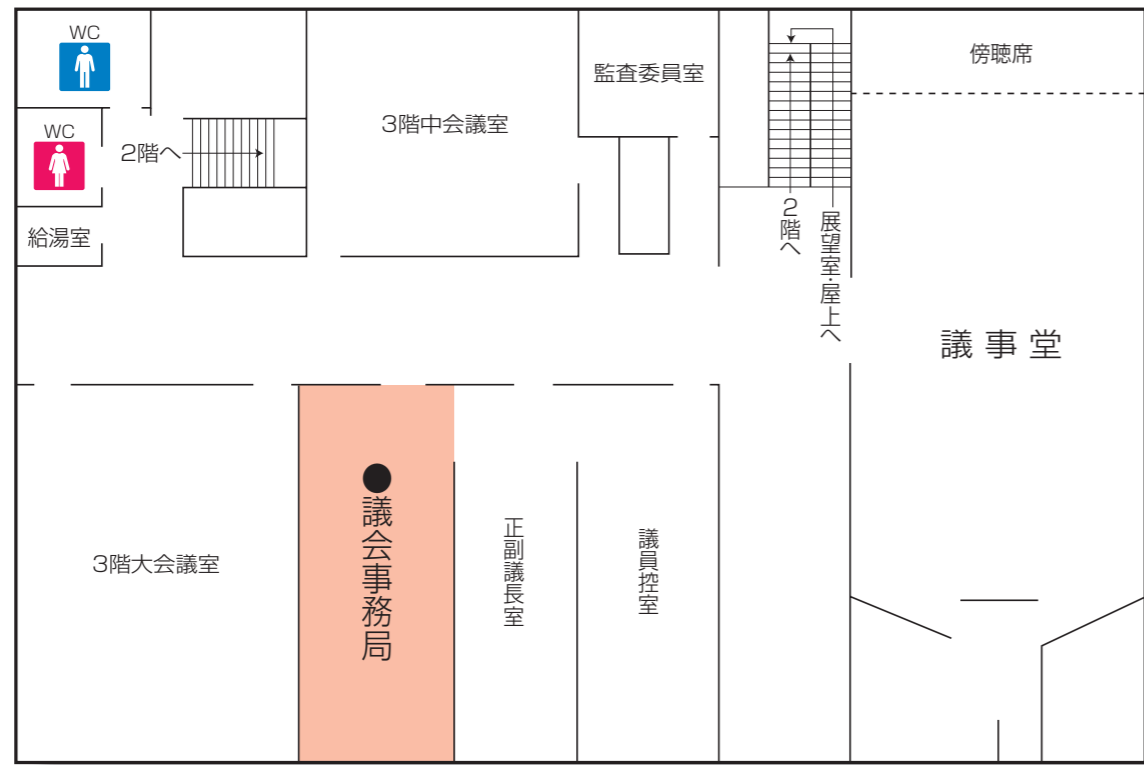 WC
WC
2階へ
給湯室
3階中会議室
監査委員室
2階へ
展望室・屋上へ
傍聴席
議事堂
3階大会議室
●議会事務局
正副議長室
議員控室